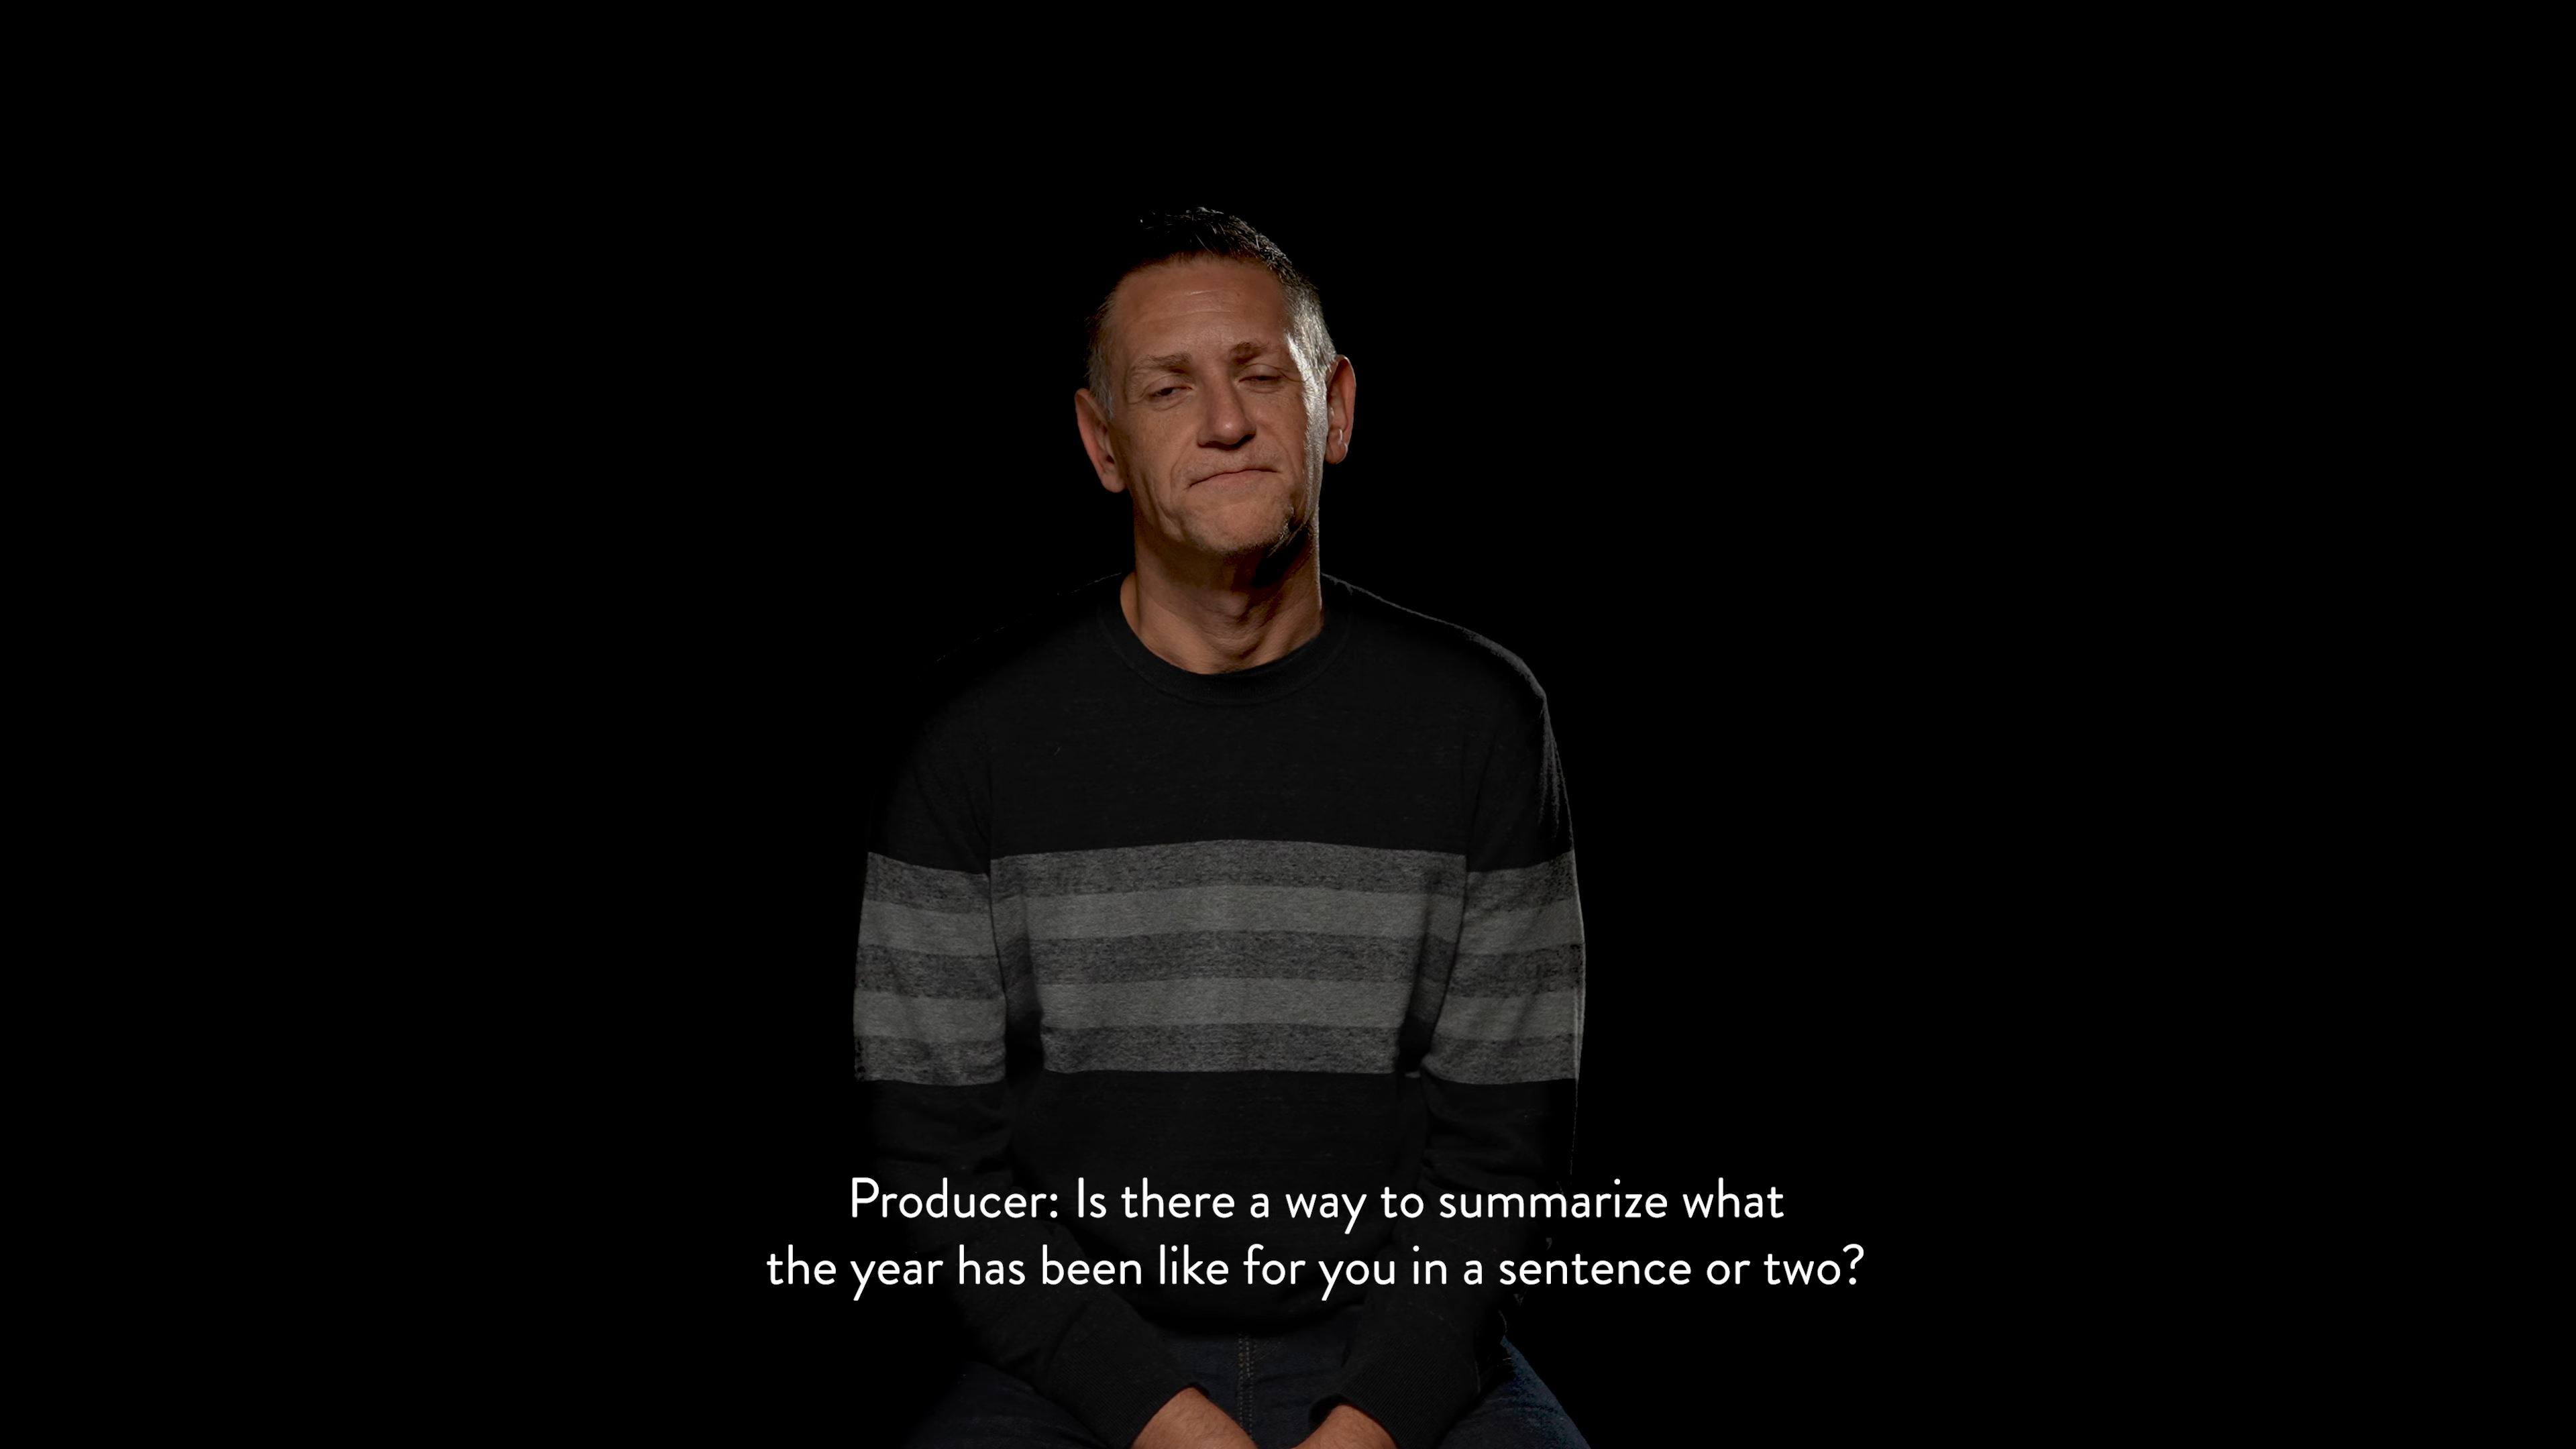 Producer: Is there a way to summarize what
the year has been like for you in a sentence or two?